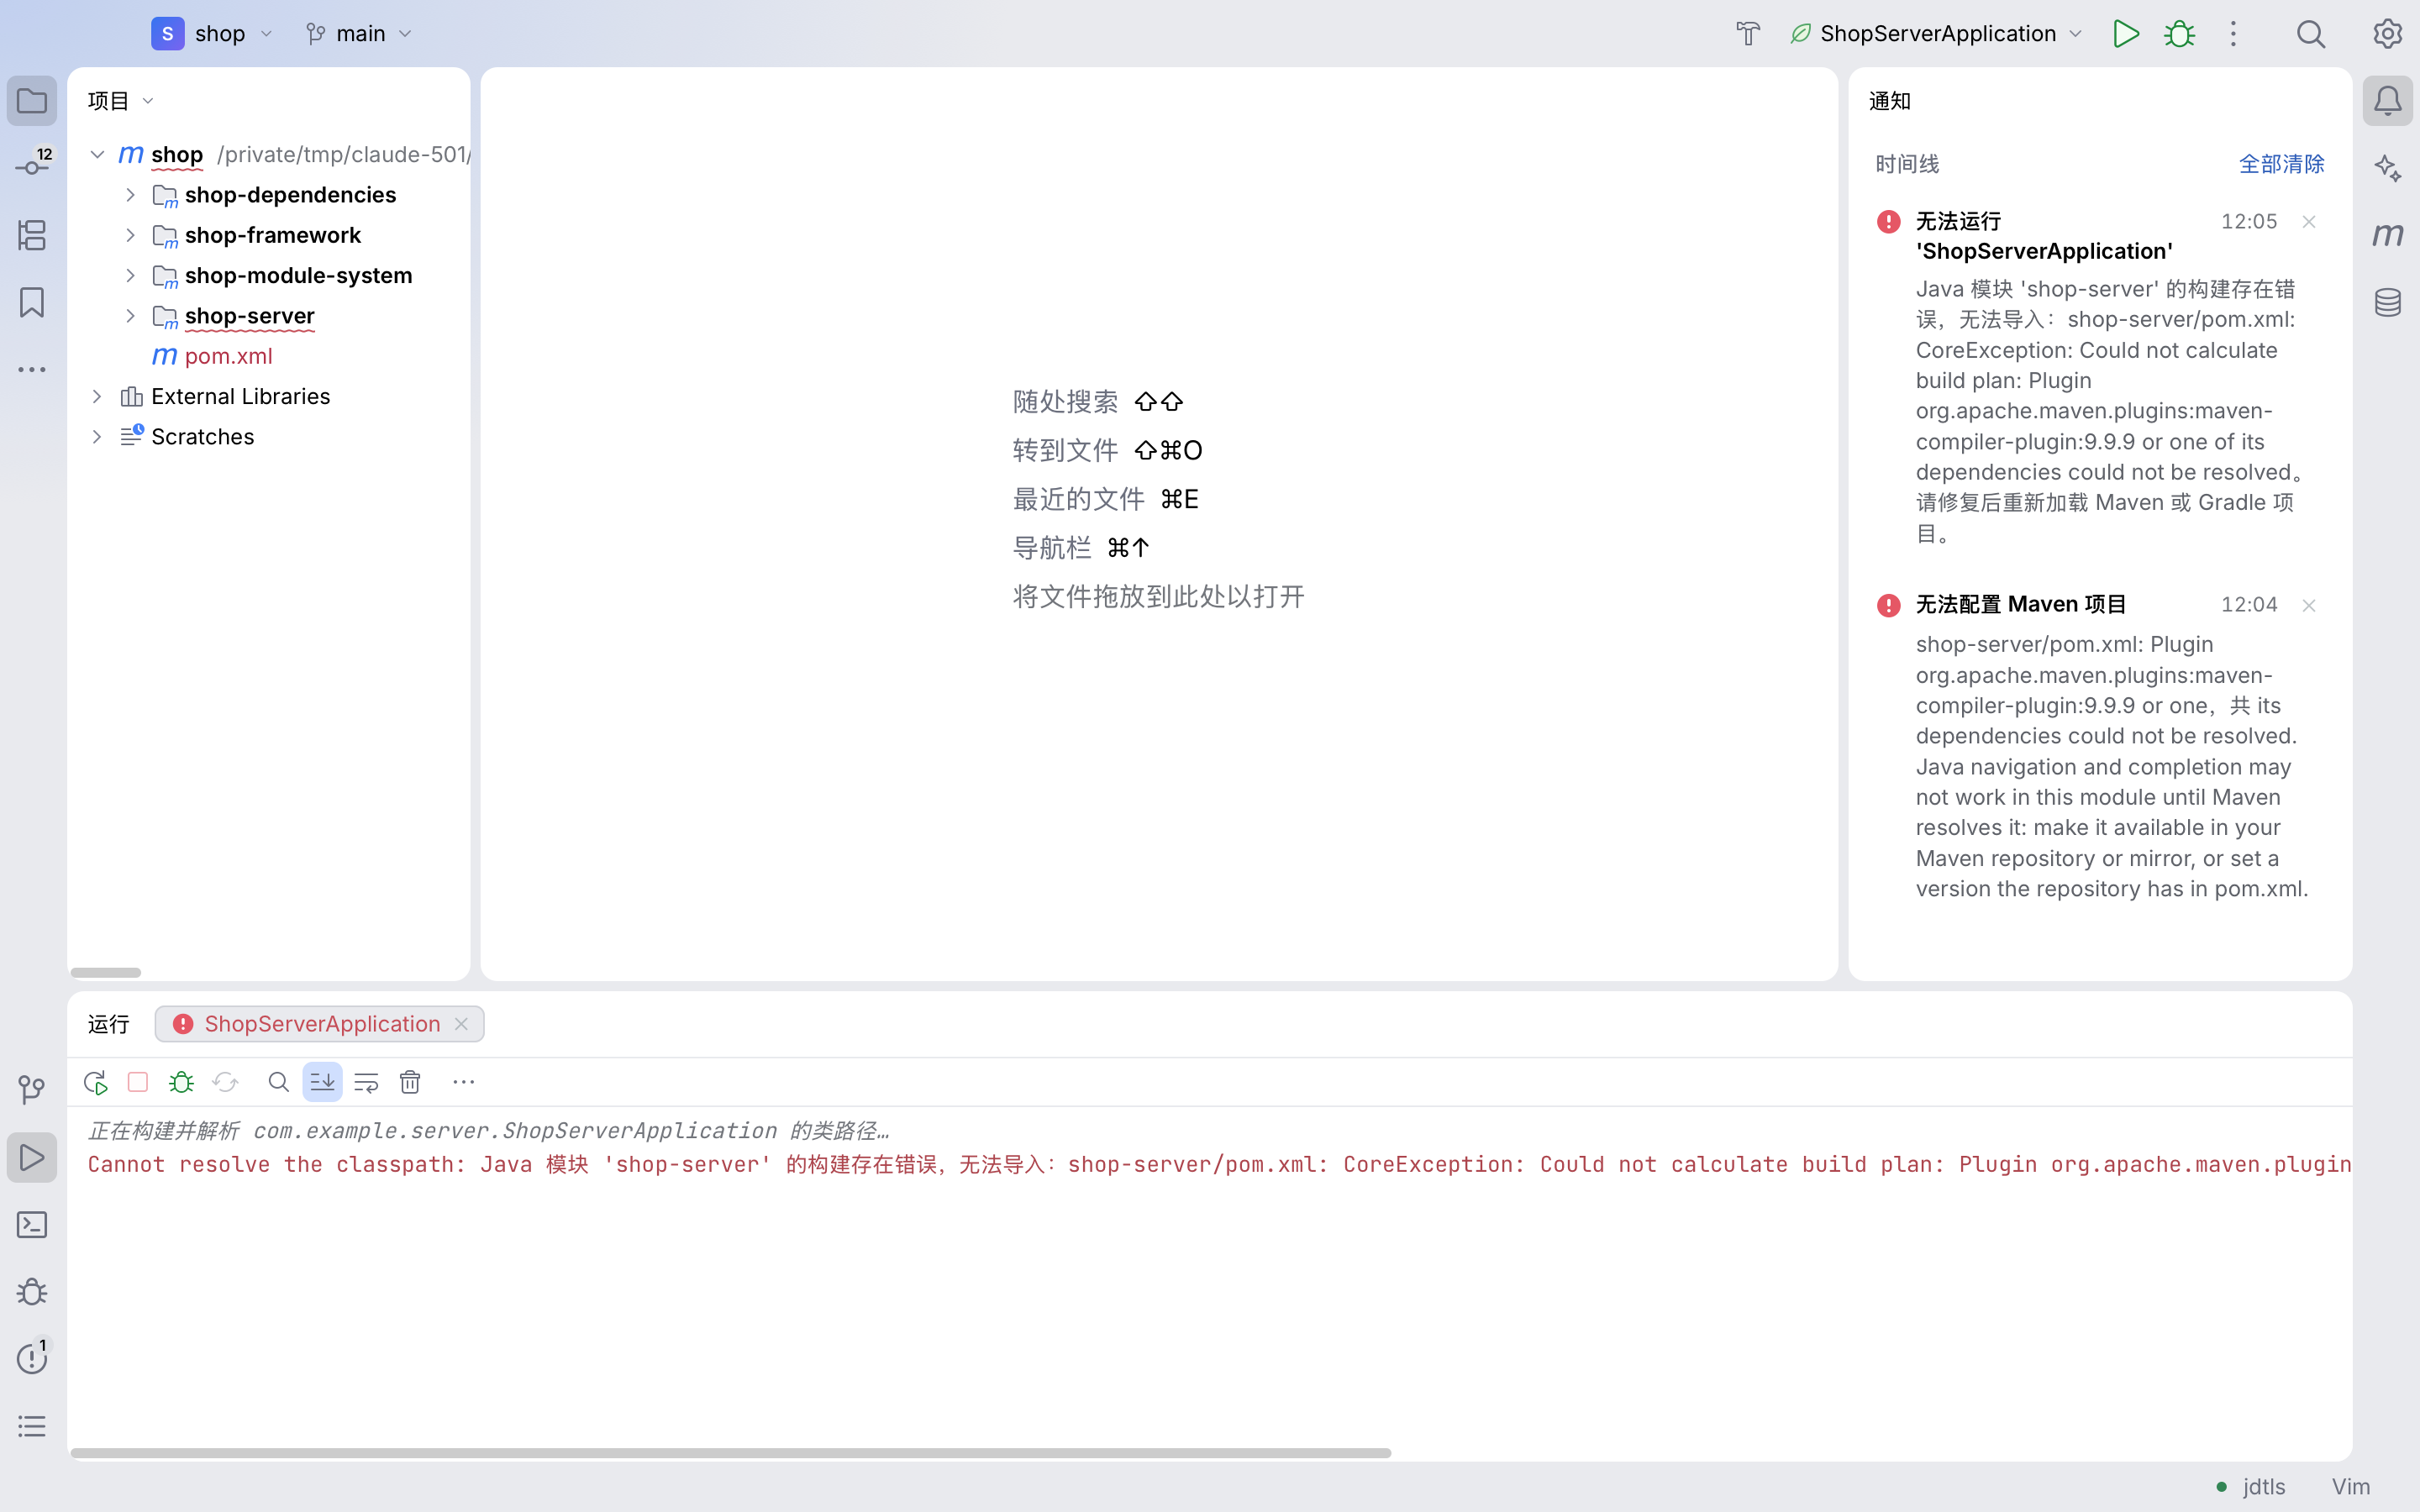 S shop main
ShopServerApplication
项目
12
shop /private/tmp/claude-501/
shop-dependencies
shop-framework
shop-module-system
shop-server
m pom.xml
External Libraries
Scratches
随处搜索 ⇧⇧
转到文件 ⇧⌘O
最近的文件 ⌘E
导航栏 ⌘↑
将文件拖放到此处以打开
通知
时间线 全部清除
无法运行 12:05
'ShopServerApplication'
Java 模块 'shop-server' 的构建存在错
误，无法导入：shop-server/pom.xml:
CoreException: Could not calculate
build plan: Plugin
org.apache.maven.plugins:maven-
compiler-plugin:9.9.9 or one of its
dependencies could not be resolved。
请修复后重新加载 Maven 或 Gradle 项
目。
无法配置 Maven 项目 12:04
shop-server/pom.xml: Plugin
org.apache.maven.plugins:maven-
compiler-plugin:9.9.9 or one，共 its
dependencies could not be resolved.
Java navigation and completion may
not work in this module until Maven
resolves it: make it available in your
Maven repository or mirror, or set a
version the repository has in pom.xml.
运行 ShopServerApplication
正在构建并解析 com.example.server.ShopServerApplication 的类路径…
Cannot resolve the classpath: Java 模块 'shop-server' 的构建存在错误，无法导入：shop-server/pom.xml: CoreException: Could not calculate build plan: Plugin org.apache.maven.plugin
1
jdtls Vim